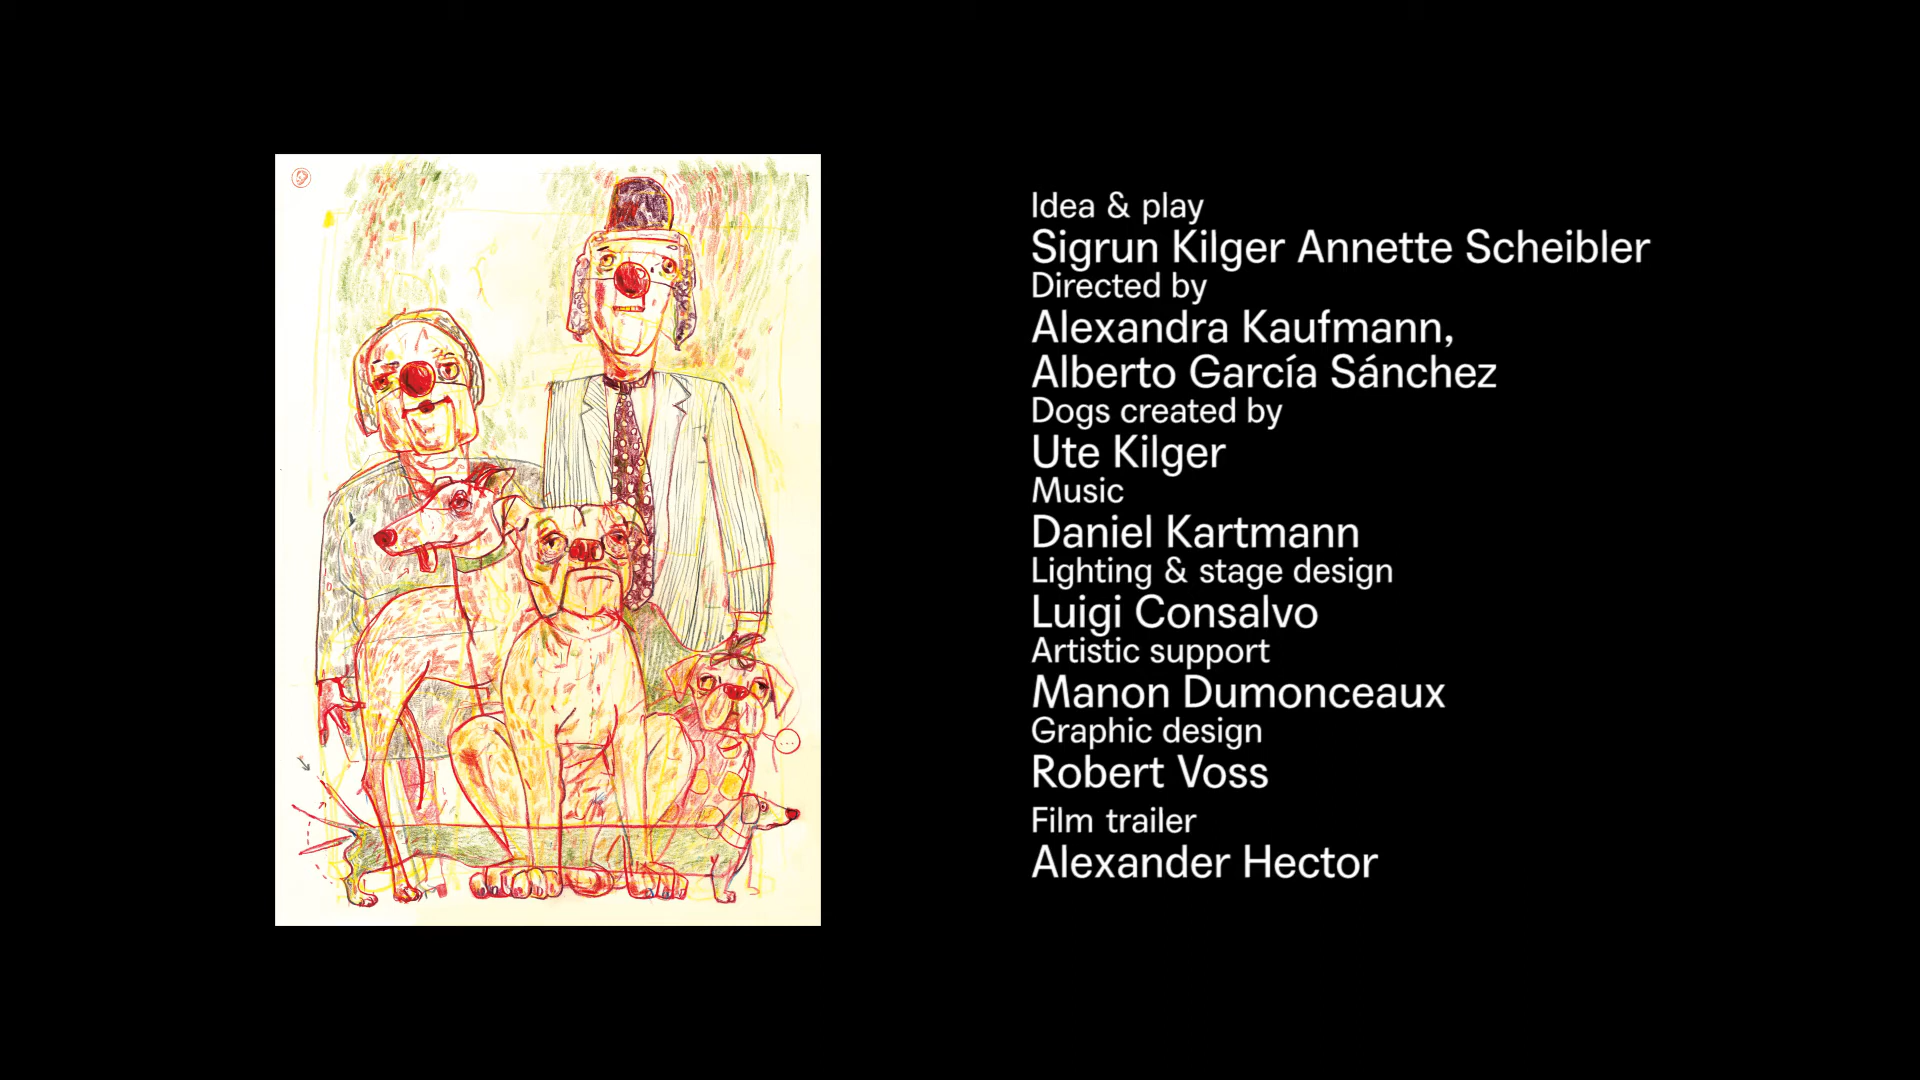 Idea & play
Sigrun Kilger Annette Scheibler
Directed by
Alexandra Kaufmann,
Alberto García Sánchez
Dogs created by
Ute Kilger
Music
Daniel Kartmann
Lighting & stage design
Luigi Consalvo
Artistic support
Manon Dumonceaux
Graphic design
Robert Voss
Film trailer
Alexander Hector